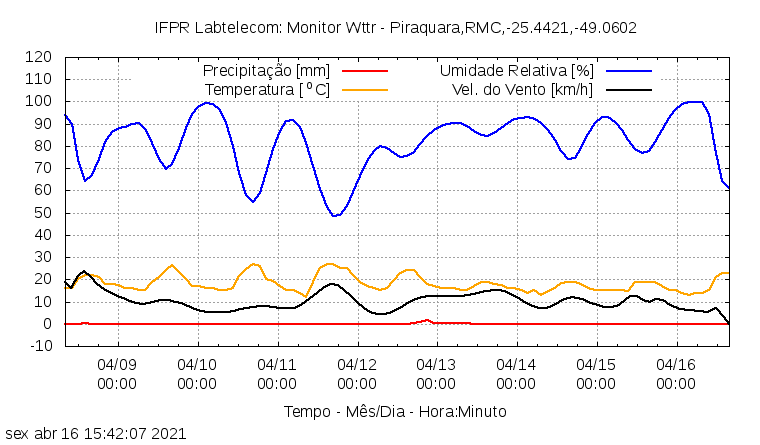 IFPR Labtelecom: Monitor Wttr - Piraquara,RMC,-25.4421,-49.0602
120
110
100
90
80
70
60
50
40
30
20
10
0
-10
Precipitação [mm]
Temperatura [ ⁰C]
Umidade Relativa [%]
Vel. do Vento [km/h]
04/09 04/10 04/11 04/12 04/13 04/14 04/15 04/16
00:00 00:00 00:00 00:00 00:00 00:00 00:00 00:00
Tempo - Mês/Dia - Hora:Minuto
sex abr 16 15:42:07 2021